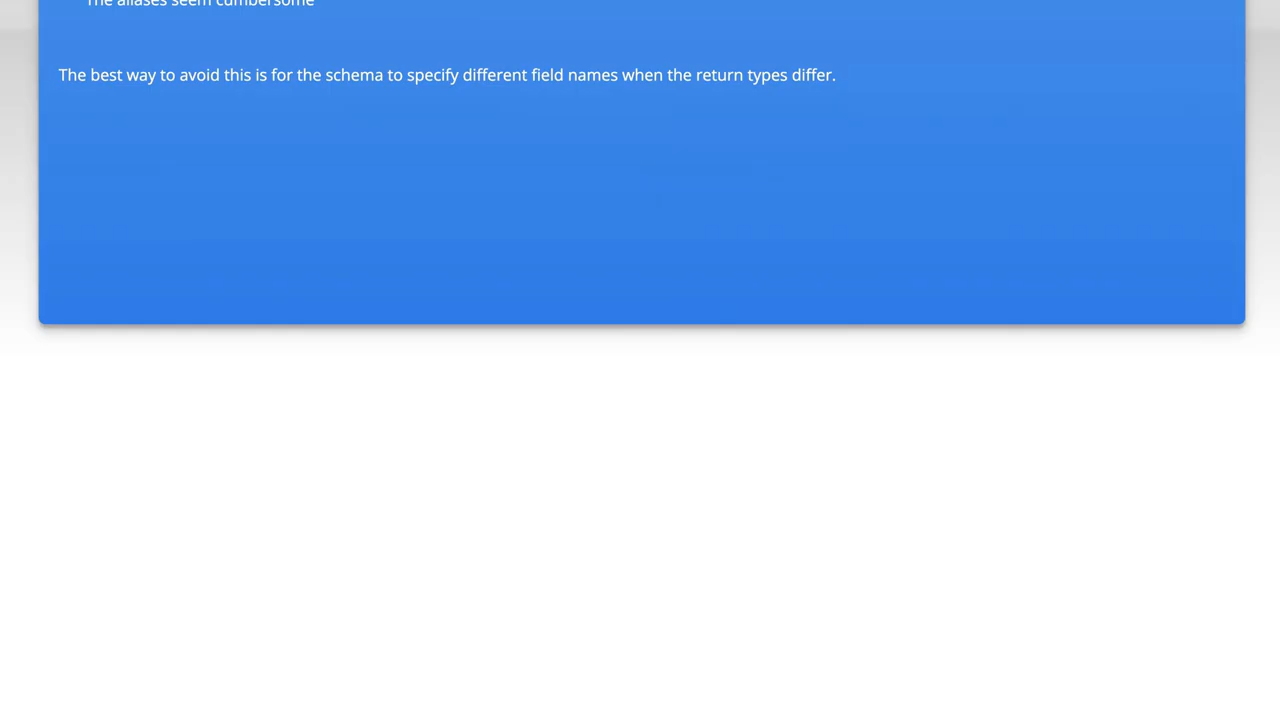 The aliases seem cumbersome
The best way to avoid this is for the schema to specify different field names when the return types differ.